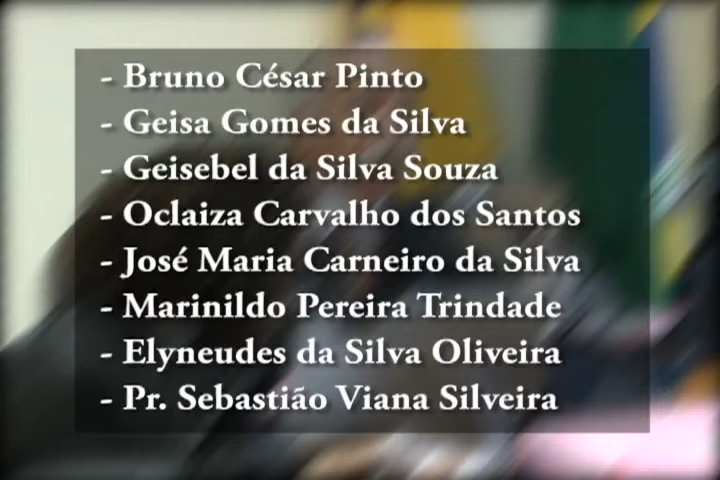 - Bruno César Pinto
- Geisa Gomes da Silva
- Geisebel da Silva Souza
- Oclaiza Carvalho dos Santos
- José Maria Carneiro da Silva
- Marinildo Pereira Trindade
- Elyneudes da Silva Oliveira
- Pr. Sebastião Viana Silveira